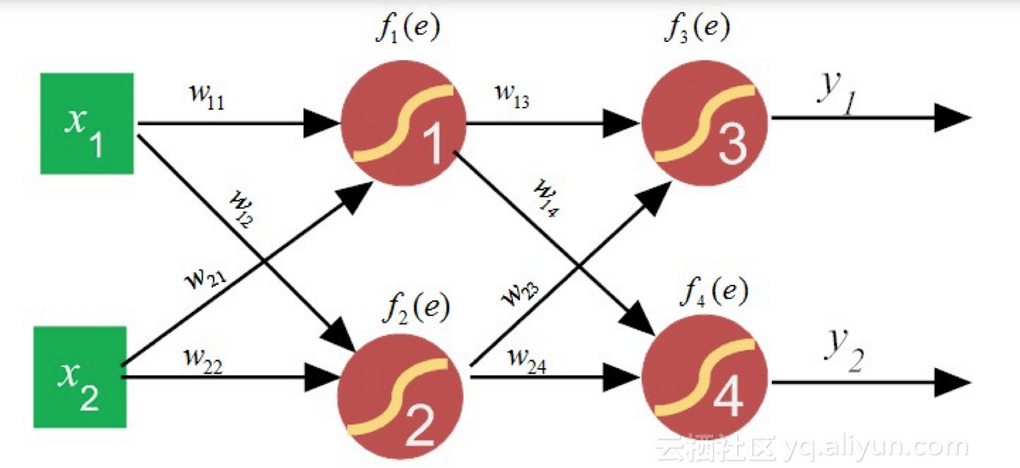 f₁(e)
f₃(e)
x₁
w₁₁
1
w₁₃
3
y₁
w₁₂
w₁₄
w₂₁
w₂₃
f₂(e)
f₄(e)
x₂
w₂₂
2
w₂₄
4
y₂
云栖社区 yq.aliyun.com